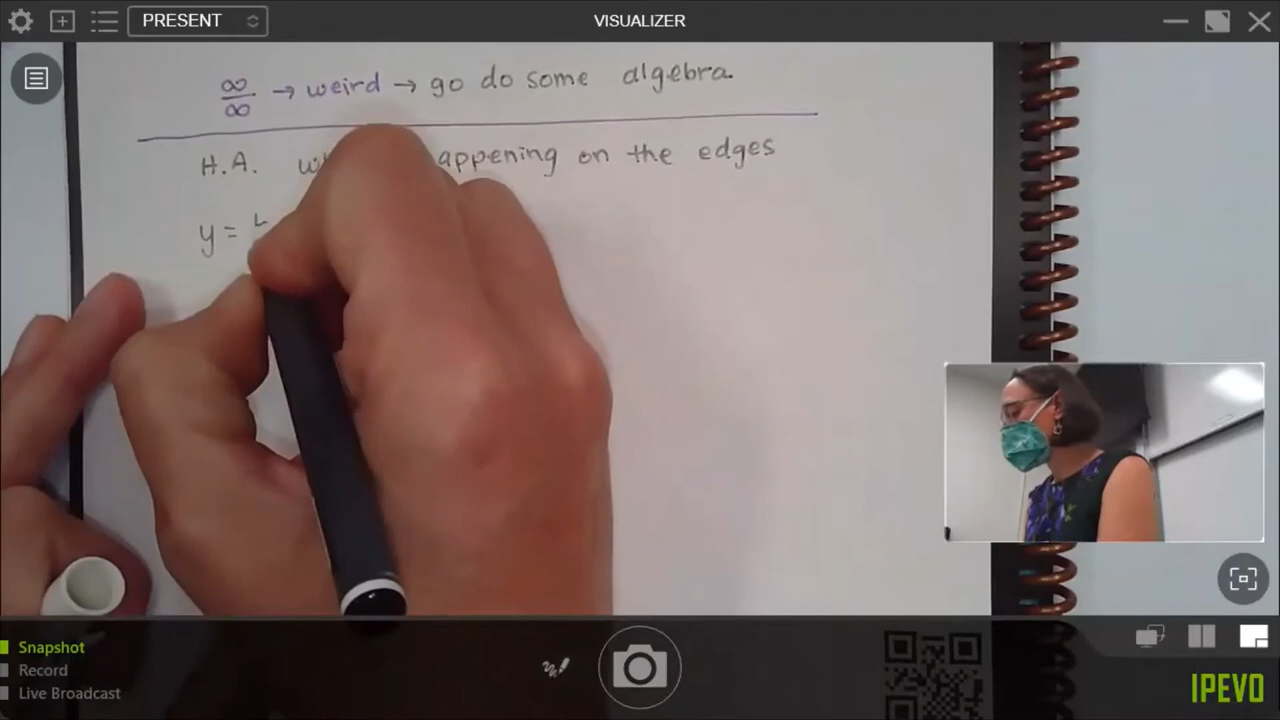 PRESENT
VISUALIZER
∞/∞ → weird → go do some algebra.
H.A. appening on the edges
y =
Snapshot
Record
Live Broadcast
IPEVO